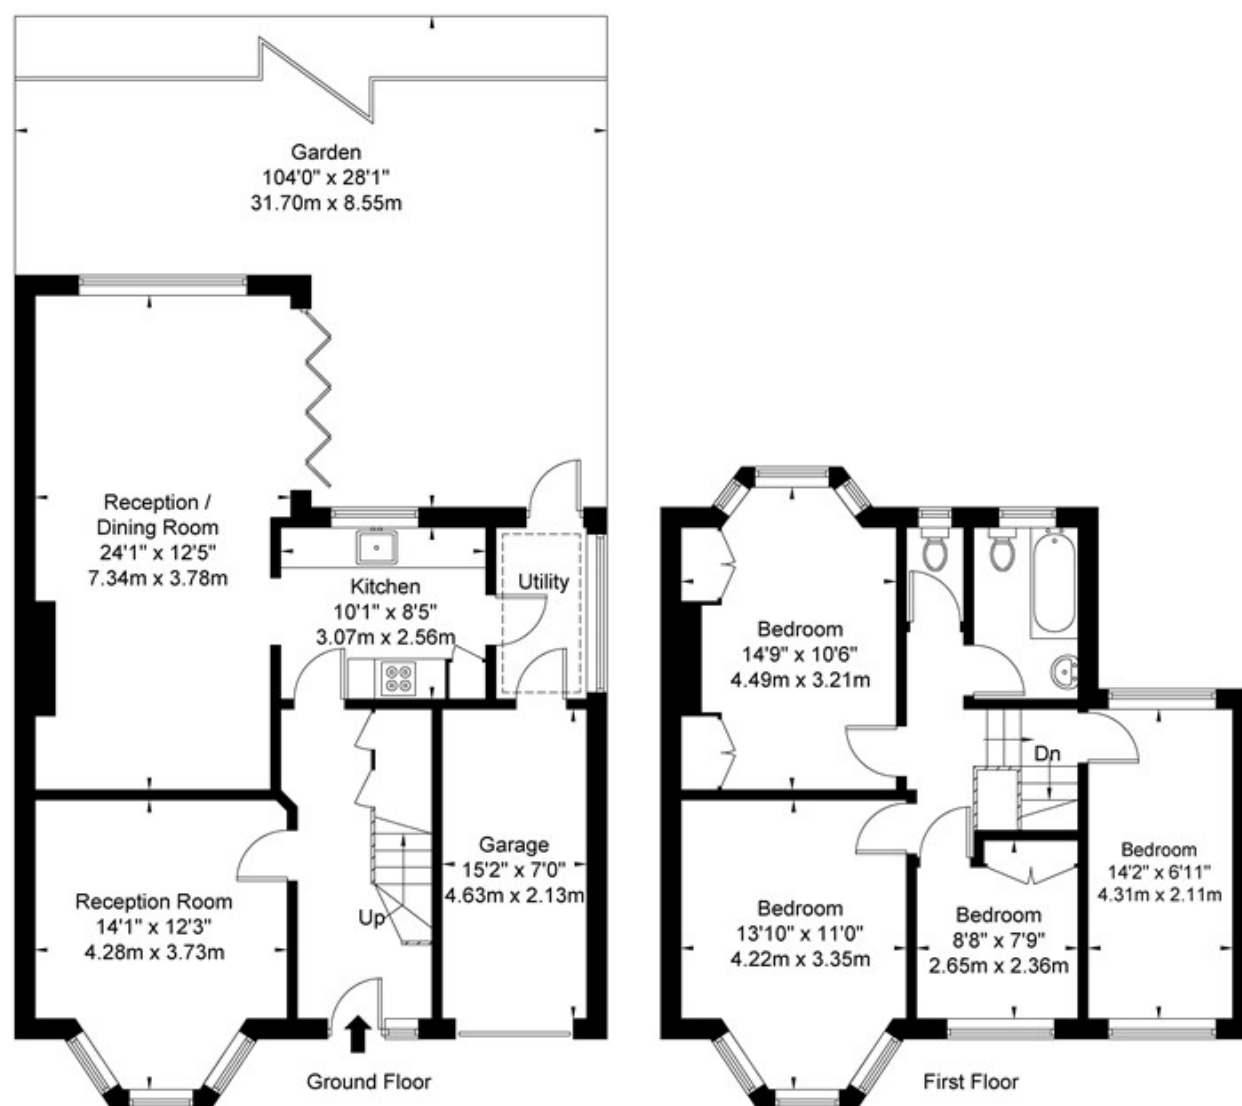 Garden
104'0" x 28'1"
31.70m x 8.55m
Reception /
Dining Room
24'1" x 12'5"
7.34m x 3.78m
Kitchen
10'1" x 8'5"
3.07m x 2.56m
Utility
Reception Room
14'1" x 12'3"
4.28m x 3.73m
Up
Garage
15'2" x 7'0"
4.63m x 2.13m
Ground Floor
Bedroom
14'9" x 10'6"
4.49m x 3.21m
Dn
Bedroom
13'10" x 11'0"
4.22m x 3.35m
Bedroom
8'8" x 7'9"
2.65m x 2.36m
Bedroom
14'2" x 6'11"
4.31m x 2.11m
First Floor